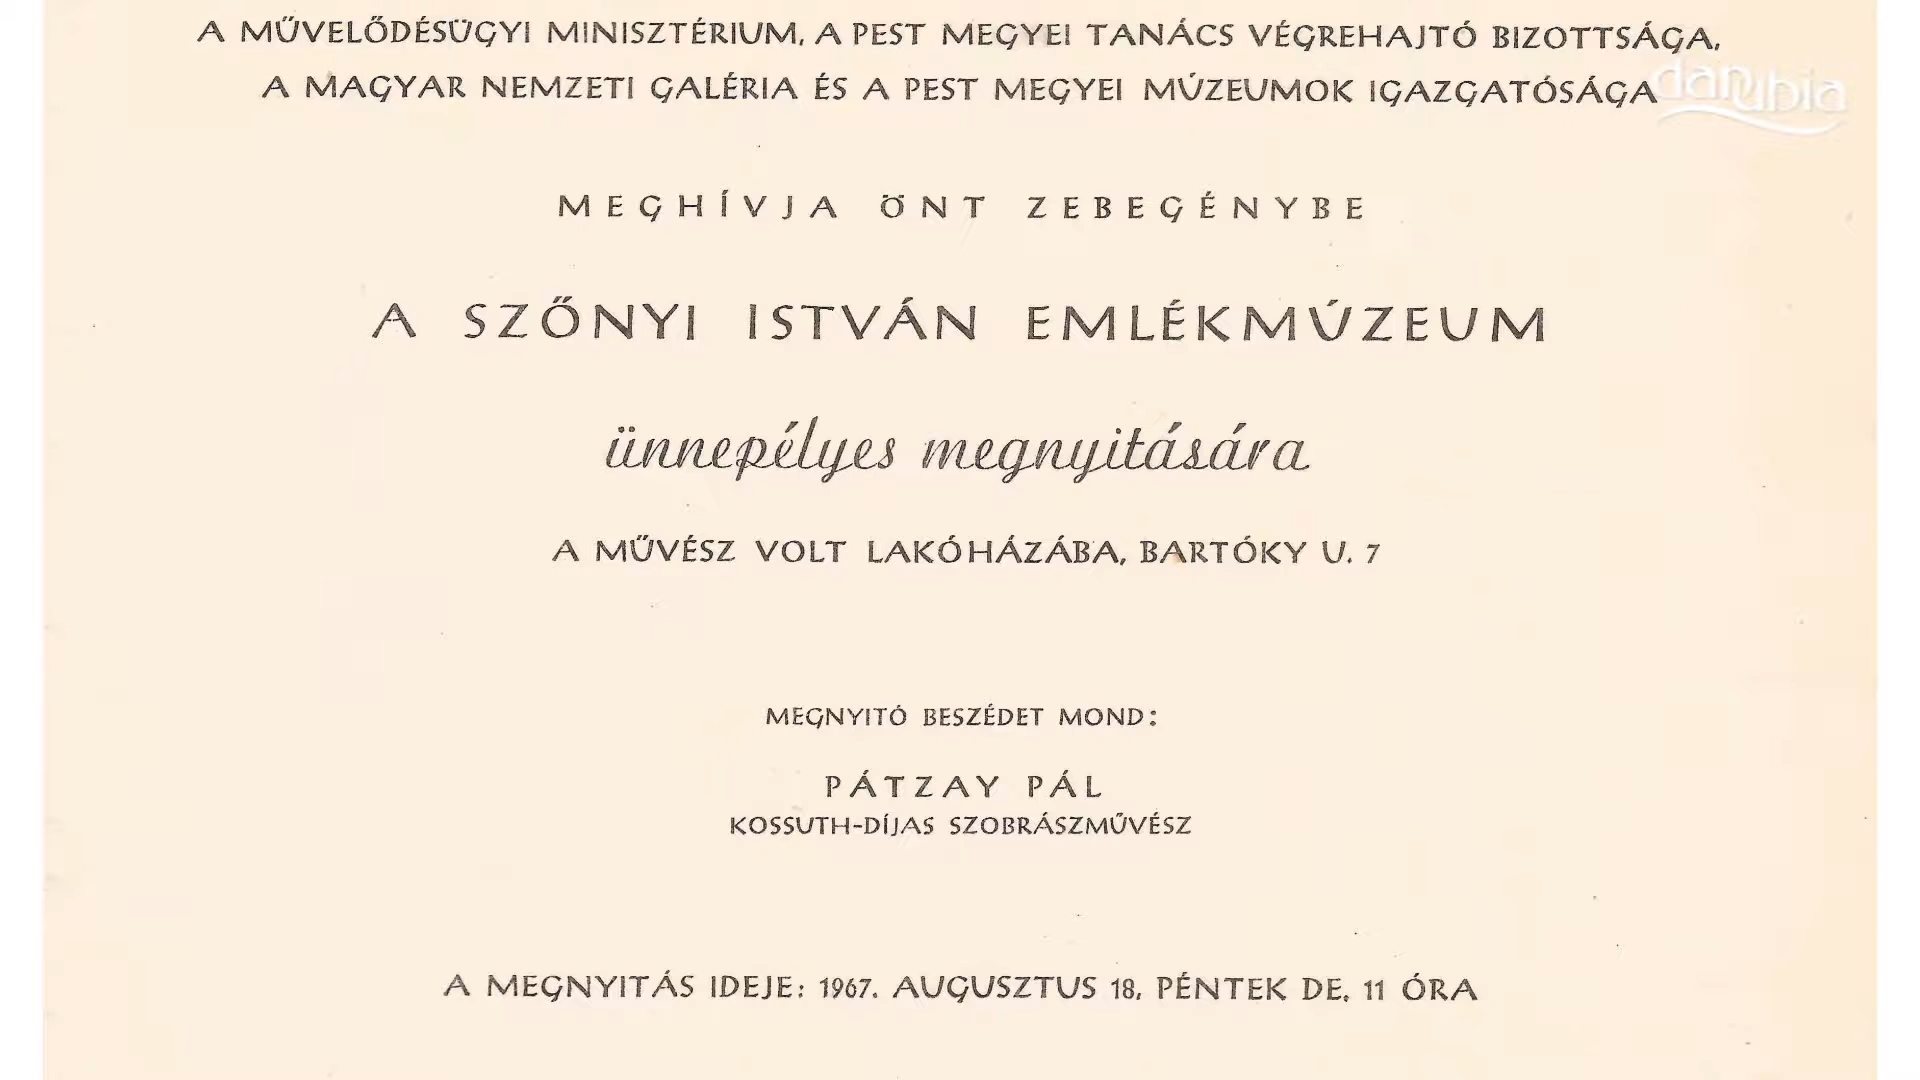 A MŰVELŐDÉSÜGYI MINISZTÉRIUM, A PEST MEGYEI TANÁCS VÉGREHAJTÓ BIZOTTSÁGA,
A MAGYAR NEMZETI GALÉRIA ÉS A PEST MEGYEI MÚZEUMOK IGAZGATÓSÁGA
danubia
MEGHÍVJA ÖNT ZEBEGÉNYBE
A SZŐNYI ISTVÁN EMLÉKMÚZEUM
ünnepélyes megnyitására
A MŰVÉSZ VOLT LAKÓHÁZÁBA, BARTÓKY U. 7
MEGNYITÓ BESZÉDET MOND:
PÁTZAY PÁL
KOSSUTH-DÍJAS SZOBRÁSZMŰVÉSZ
A MEGNYITÁS IDEJE: 1967. AUGUSZTUS 18, PÉNTEK DE. 11 ÓRA